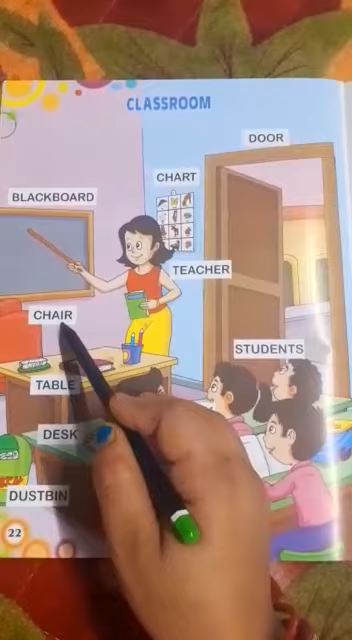 CLASSROOM
DOOR
CHART
BLACKBOARD
TEACHER
CHAIR
STUDENTS
TABLE
DESK
DUSTBIN
22